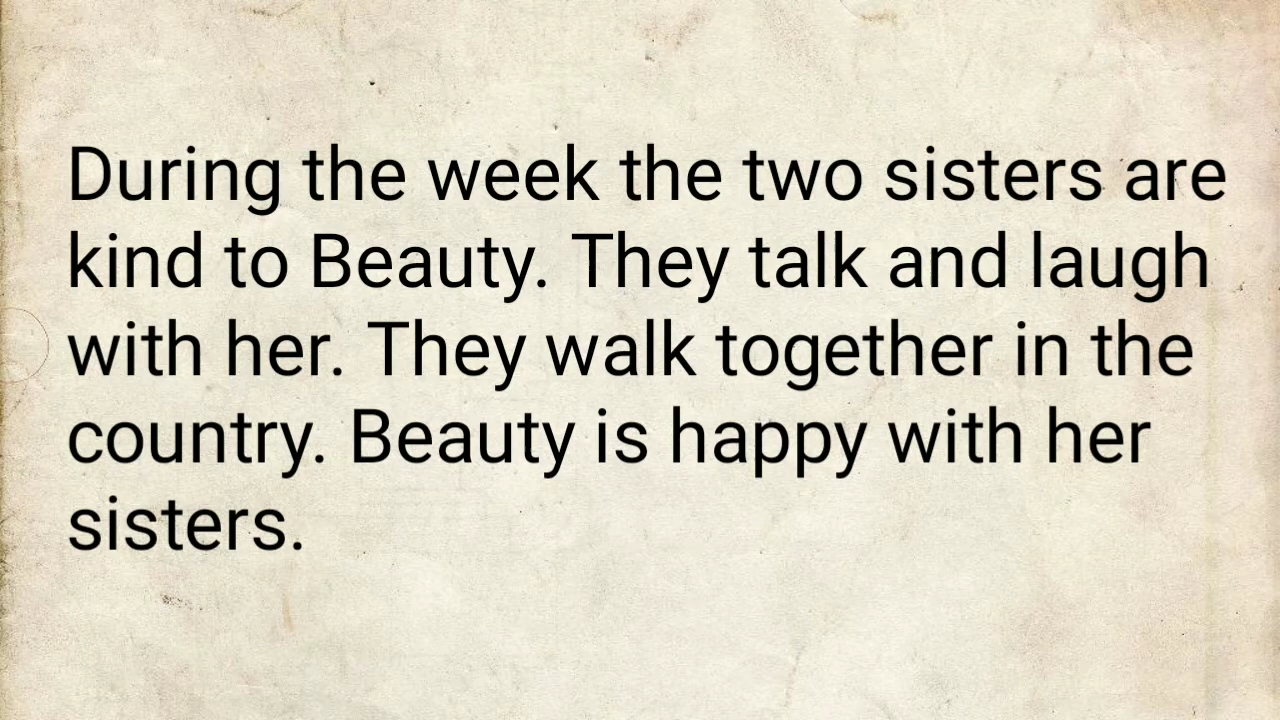 During the week the two sisters are
kind to Beauty. They talk and laugh
with her. They walk together in the
country. Beauty is happy with her
sisters.